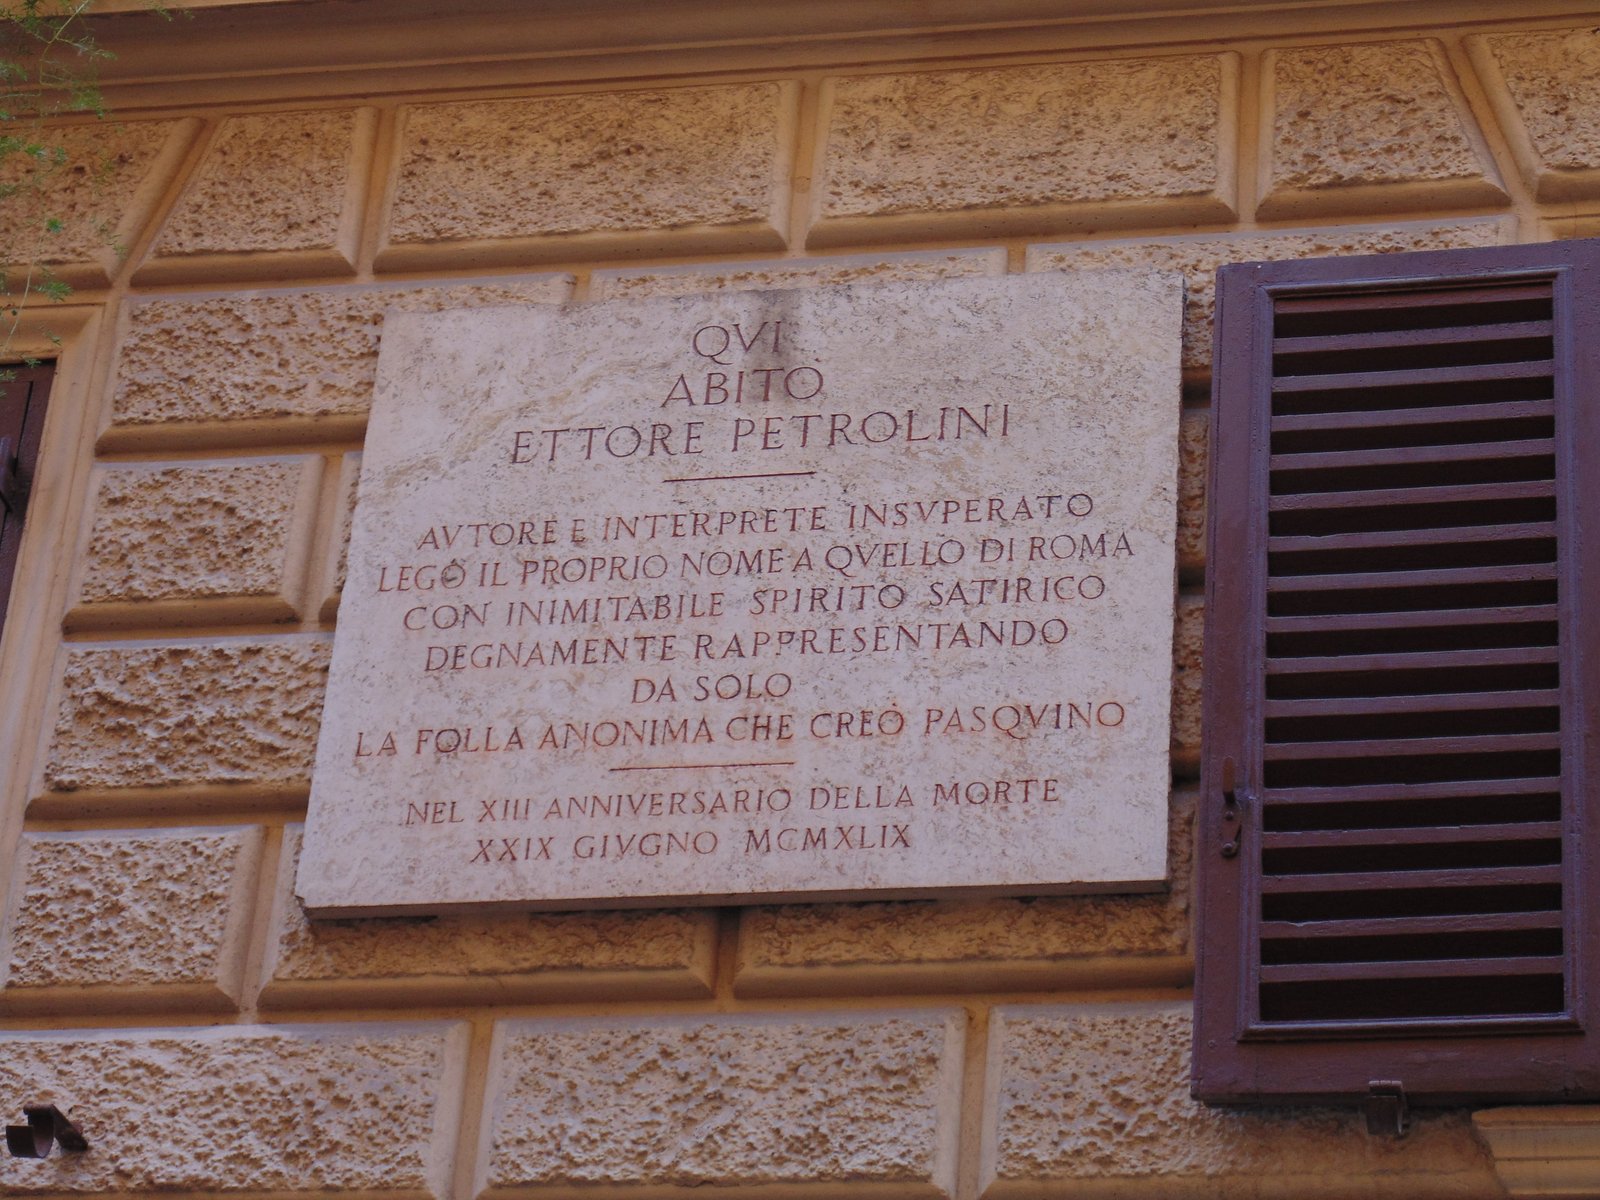 QVI
ABITO
ETTORE PETROLINI
AVTORE E INTERPRETE INSVPERATO
LEGÒ IL PROPRIO NOME A QVELLO DI ROMA
CON INIMITABILE SPIRITO SATIRICO
DEGNAMENTE RAPPRESENTANDO
DA SOLO
LA FOLLA ANONIMA CHE CREÒ PASQVINO
NEL XIII ANNIVERSARIO DELLA MORTE
XXIX GIVGNO MCMXLIX